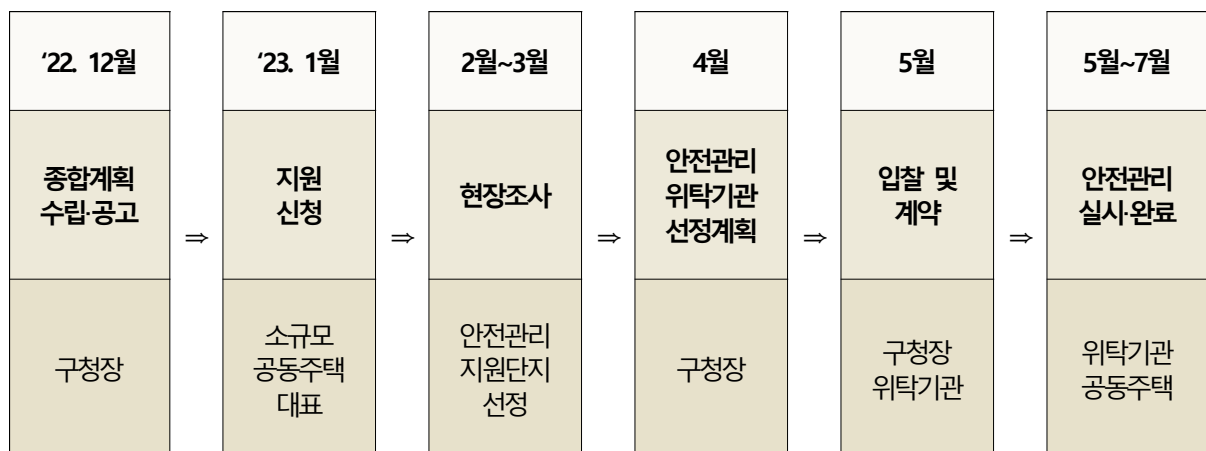 ‘22. 12월
종합계획
수립·공고
구청장
⇒
‘23. 1월
지원
신청
소규모
공동주택
대표
⇒
2월~3월
현장조사
안전관리
지원단지
선정
⇒
4월
안전관리
위탁기관
선정계획
구청장
⇒
5월
입찰 및
계약
구청장
위탁기관
⇒
5월~7월
안전관리
실시·완료
위탁기관
공동주택